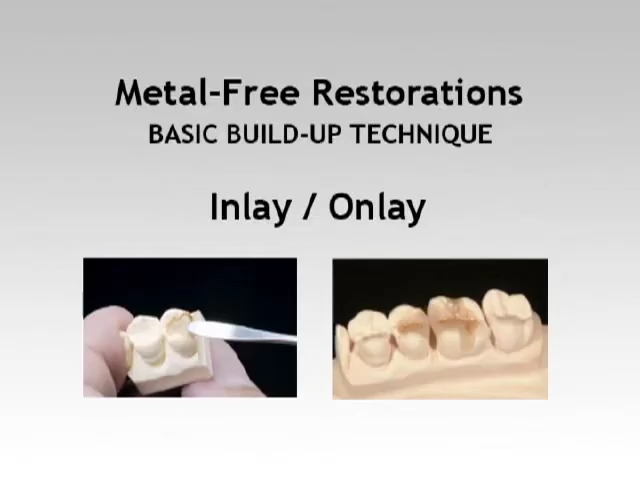 Metal-Free Restorations
BASIC BUILD-UP TECHNIQUE
Inlay / Onlay